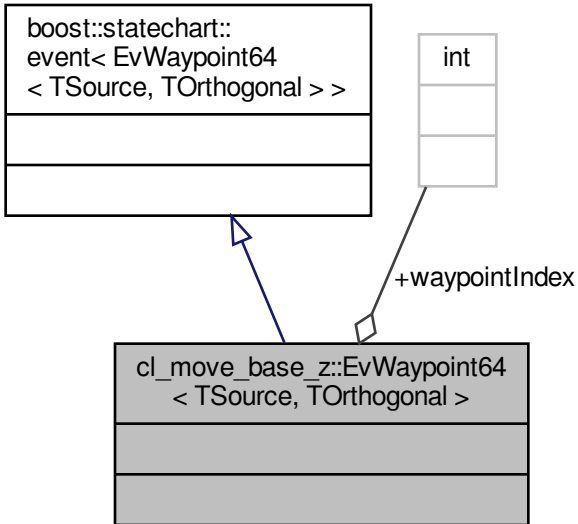 boost::statechart::
event< EvWaypoint64
< TSource, TOrthogonal > >
int
+waypointIndex
cl_move_base_z::EvWaypoint64
< TSource, TOrthogonal >